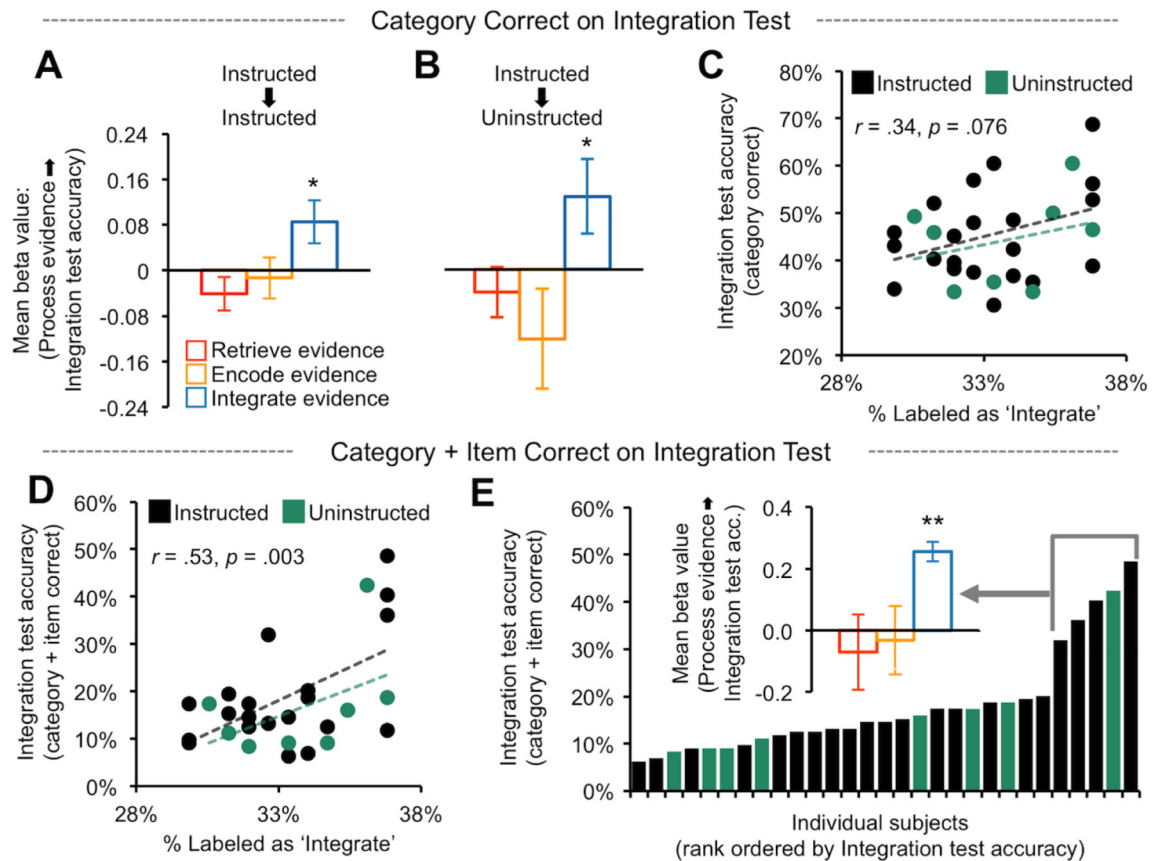 Category Correct on Integration Test
A
Instructed
Instructed
B
Instructed
Uninstructed
C
Mean beta value:
(Process evidence
Integration test accuracy)
0.24
0.16
0.08
0
-0.08
-0.16
-0.24
*
*
Retrieve evidence
Encode evidence
Integrate evidence
Integration test accuracy
(category correct)
80%
70%
60%
50%
40%
30%
20%
Instructed
Uninstructed
r = .34, p = .076
28%
33%
38%
% Labeled as ‘Integrate’
Category + Item Correct on Integration Test
D
Integration test accuracy
(category + item correct)
60%
50%
40%
30%
20%
10%
0%
Instructed
Uninstructed
r = .53, p = .003
28%
33%
38%
% Labeled as ‘Integrate’
E
Integration test accuracy
(category + item correct)
60%
50%
40%
30%
20%
10%
0%
Mean beta value
(Process evidence
Integration test acc.)
0.4
0.2
0.0
-0.2
**
Individual subjects
(rank ordered by Integration test accuracy)